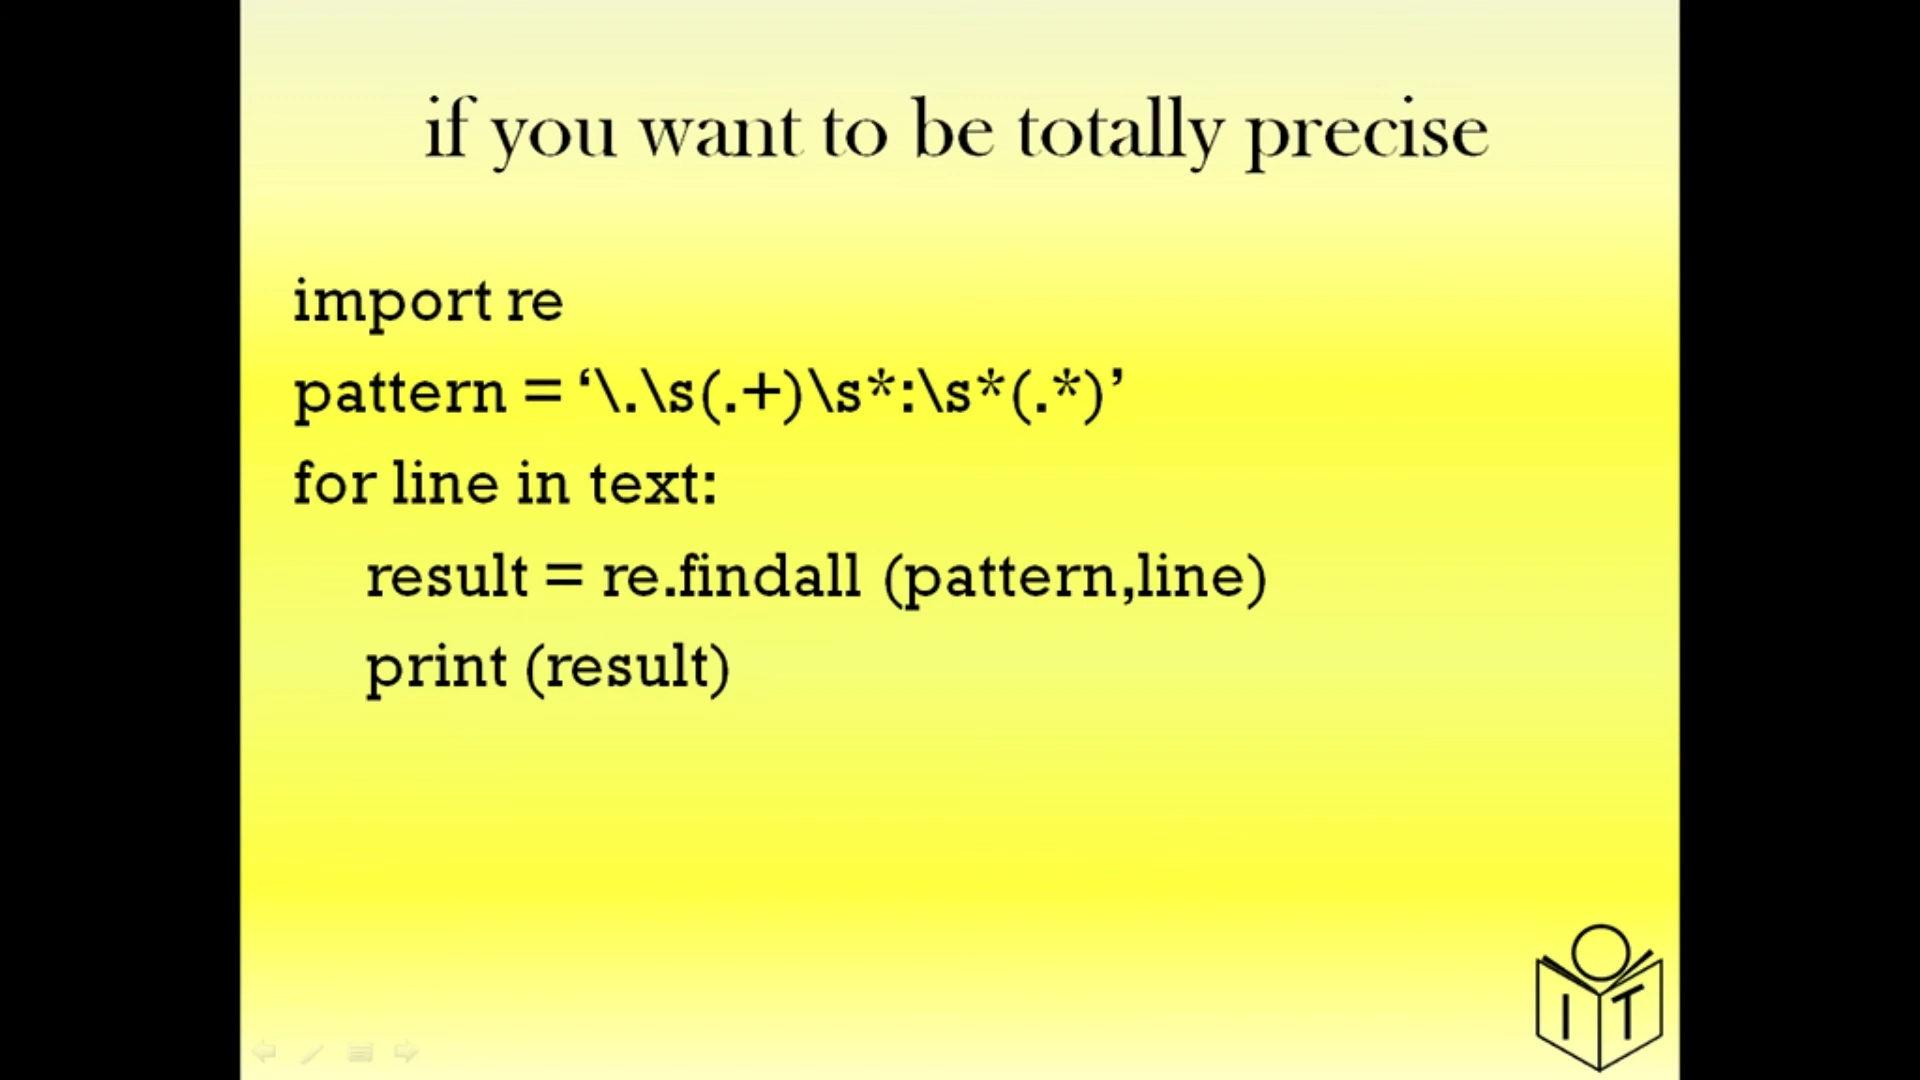 if you want to be totally precise
import re
pattern = ‘\.\s(.+)\s*:\s*(.*)’
for line in text:
result = re.findall (pattern,line)
print (result)
I T